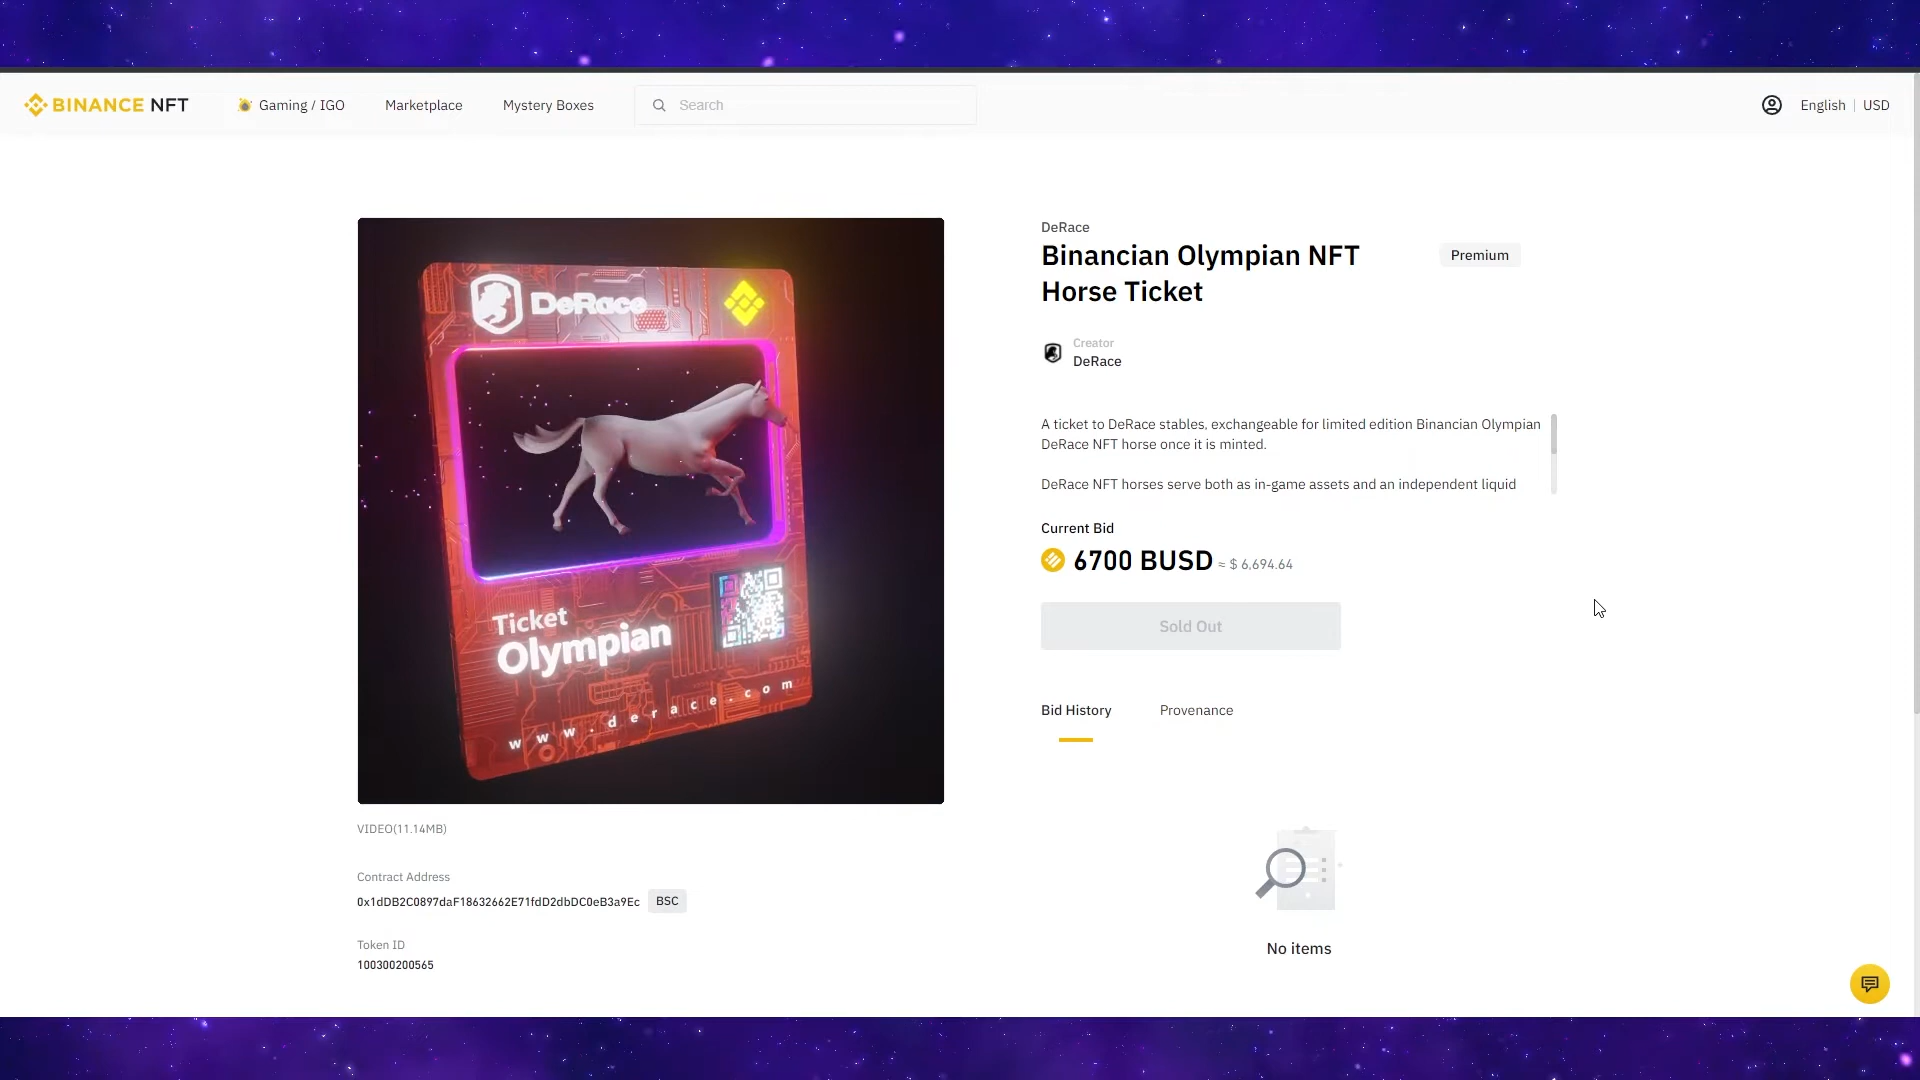 BINANCE NFT
Gaming / IGO
Marketplace
Mystery Boxes
Search
English | USD
DeRace
Ticket
Olympian
www.derace.com
VIDEO(11.14MB)
Contract Address
0x1dDB2C0897daF18632662E71fdD2dbDC0eB3a9Ec BSC
Token ID
100300200565
DeRace
Binancian Olympian NFT
Horse Ticket
Premium
Creator
DeRace
A ticket to DeRace stables, exchangeable for limited edition Binancian Olympian
DeRace NFT horse once it is minted.
DeRace NFT horses serve both as in-game assets and an independent liquid
Current Bid
6700 BUSD ≈ $ 6,694.64
Sold Out
Bid History
Provenance
No items